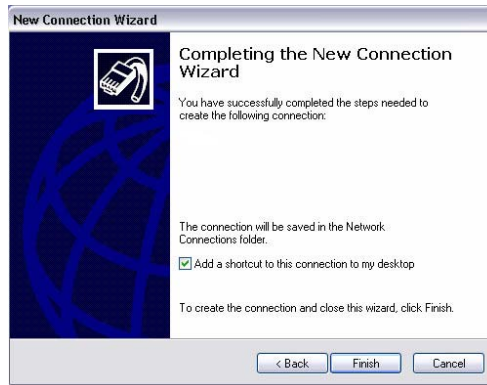 New Connection Wizard
Completing the New Connection
Wizard
You have successfully completed the steps needed to
create the following connection:
The connection will be saved in the Network
Connections folder.
Add a shortcut to this connection to my desktop
To create the connection and close this wizard, click Finish.
< Back Finish Cancel